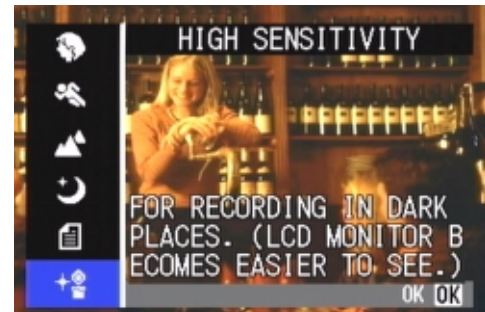 HIGH SENSITIVITY
FOR RECORDING IN DARK
PLACES. (LCD MONITOR B
ECOMES EASIER TO SEE.)
OK OK